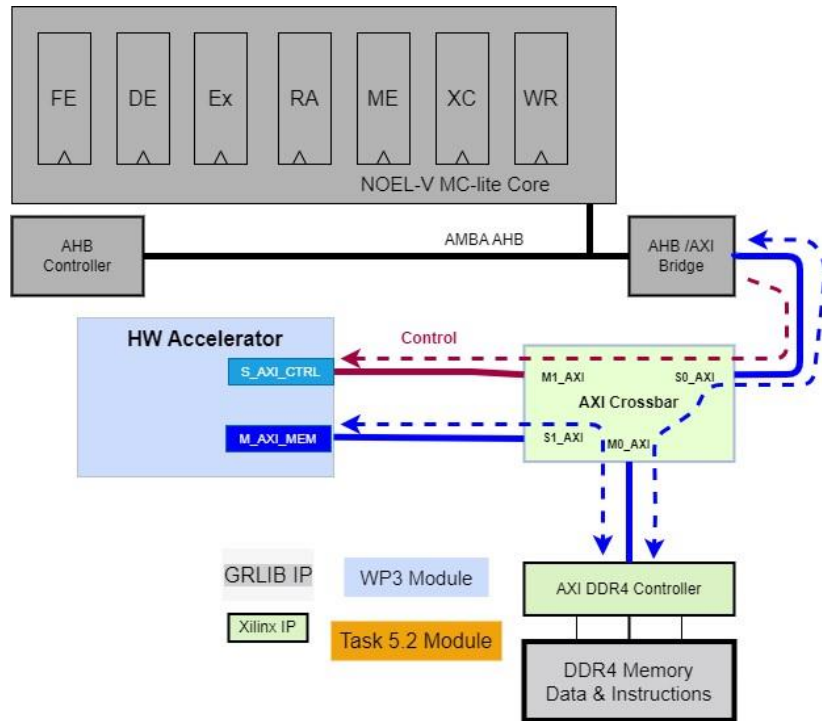 FE DE Ex RA ME XC WR
NOEL-V MC-lite Core
AHB
Controller
AMBA AHB
AHB /AXI
Bridge
HW Accelerator
Control
S_AXI_CTRL
M1_AXI
S0_AXI
AXI Crossbar
M_AXI_MEM
S1_AXI
M0_AXI
GRLIB IP
WP3 Module
AXI DDR4 Controller
Xilinx IP
Task 5.2 Module
DDR4 Memory
Data & Instructions